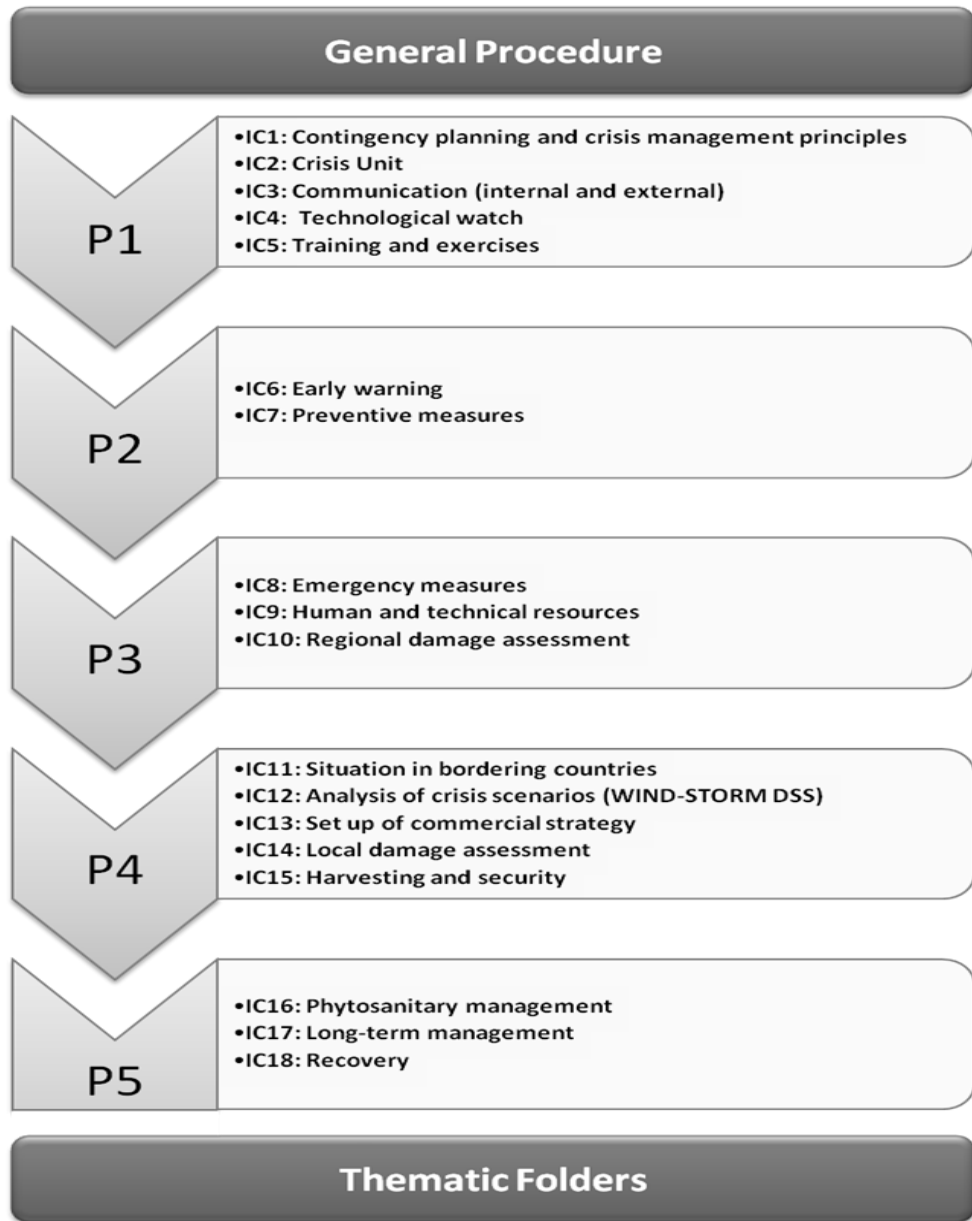 General Procedure
P1
•IC1: Contingency planning and crisis management principles
•IC2: Crisis Unit
•IC3: Communication (internal and external)
•IC4:  Technological watch
•IC5: Training and exercises
P2
•IC6: Early warning
•IC7: Preventive measures
P3
•IC8: Emergency measures
•IC9: Human and technical resources
•IC10: Regional damage assessment
P4
•IC11: Situation in bordering countries
•IC12: Analysis of crisis scenarios (WIND-STORM DSS)
•IC13: Set up of commercial strategy
•IC14: Local damage assessment
•IC15: Harvesting and security
P5
•IC16: Phytosanitary management
•IC17: Long-term management
•IC18: Recovery
Thematic Folders